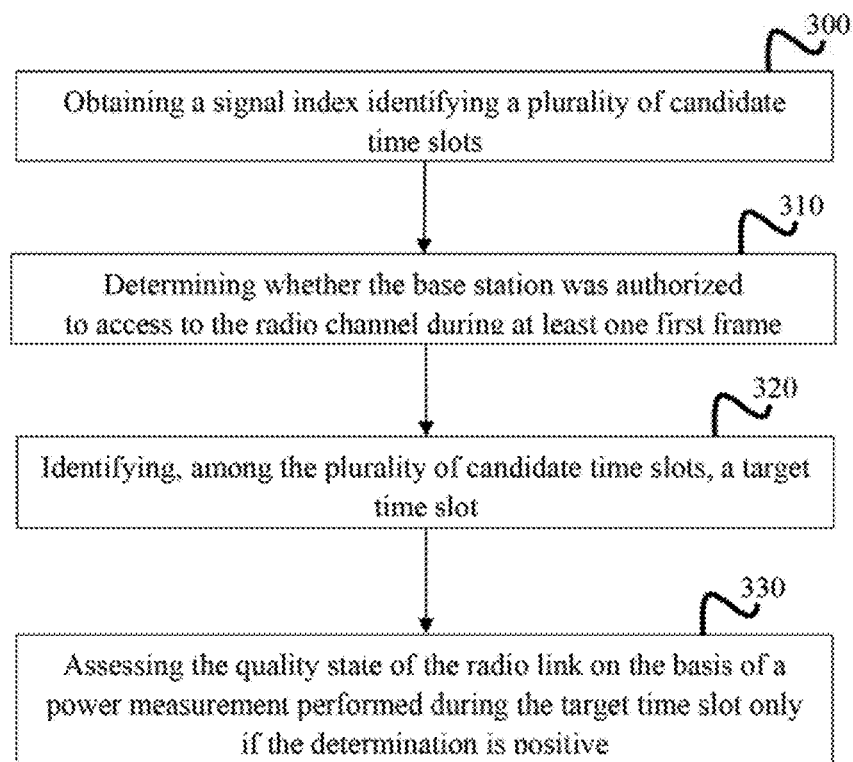 300
Obtaining a signal index identifying a plurality of candidate
time slots
310
Determining whether the base station was authorized
to access to the radio channel during at least one first frame
320
Identifying, among the plurality of candidate time slots, a target
time slot
330
Assessing the quality state of the radio link on the basis of a
power measurement performed during the target time slot only
if the determination is positive